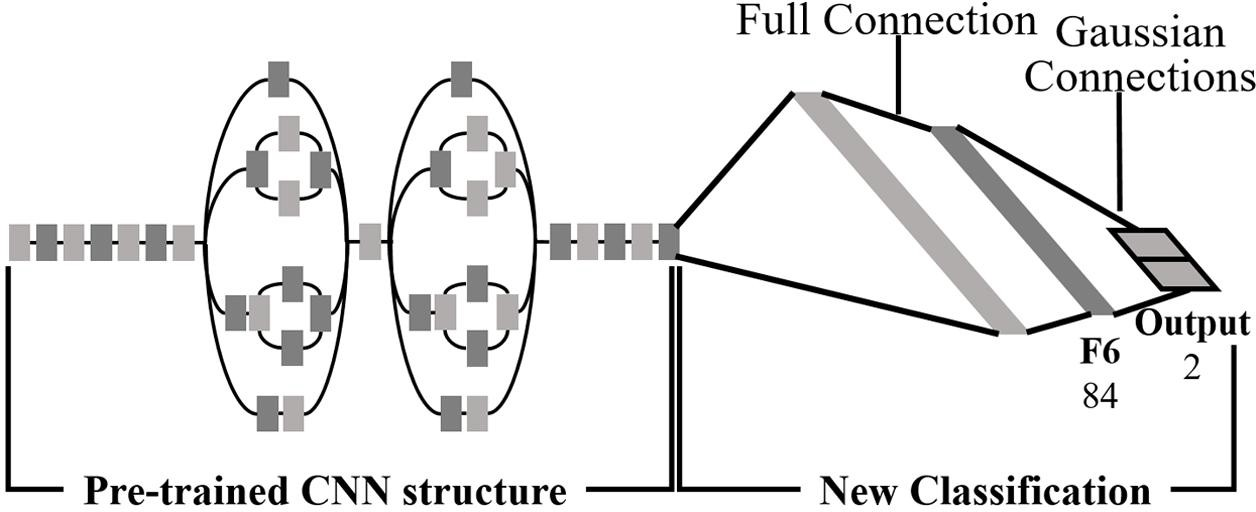 Full Connection
Gaussian
Connections
Output
2
F6
84
Pre-trained CNN structure
New Classification